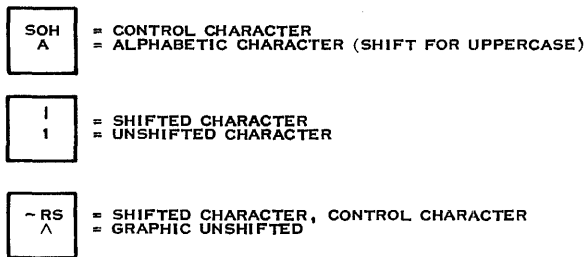 SOH = CONTROL CHARACTER
A = ALPHABETIC CHARACTER (SHIFT FOR UPPERCASE)
! = SHIFTED CHARACTER
1 = UNSHIFTED CHARACTER
~ RS = SHIFTED CHARACTER, CONTROL CHARACTER
^ = GRAPHIC UNSHIFTED